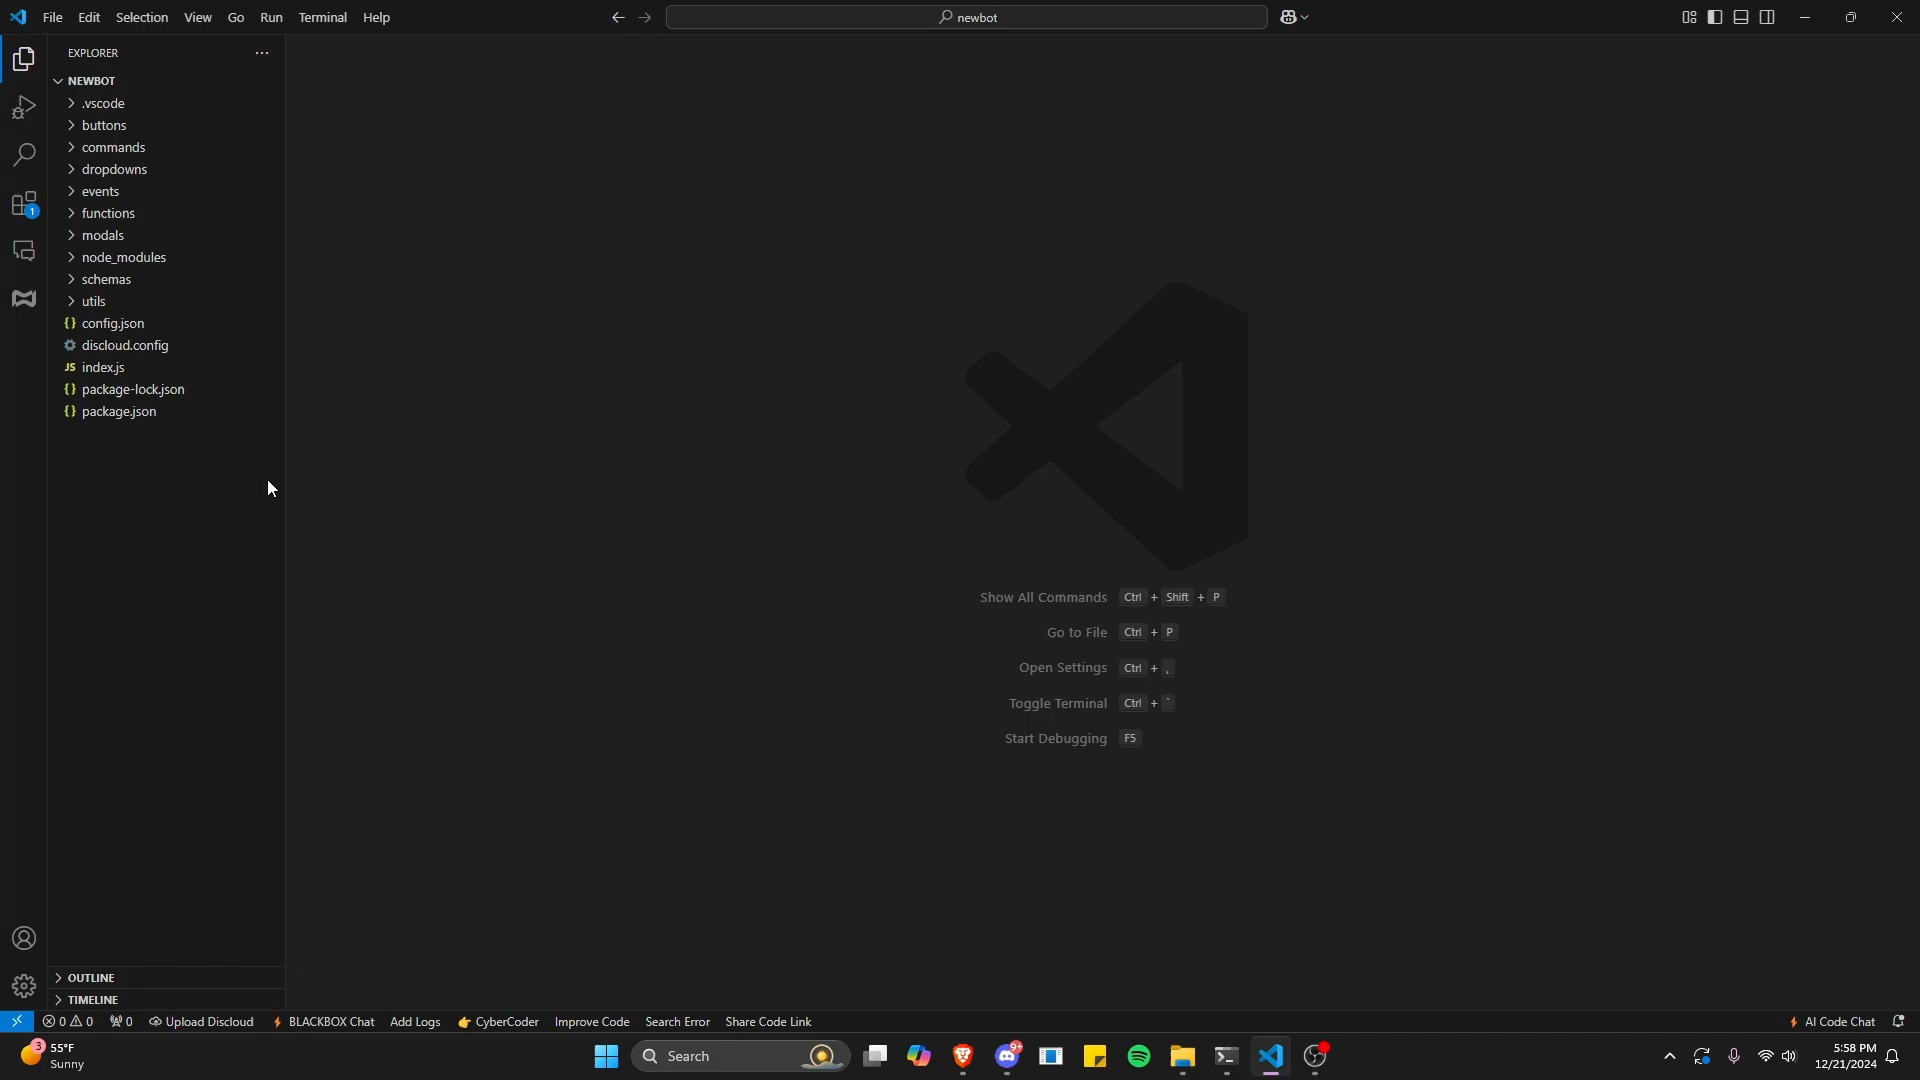 File Edit Selection View Go Run Terminal Help
newbot
EXPLORER
NEWBOT
.vscode
buttons
commands
dropdowns
events
functions
modals
node_modules
schemas
utils
{} config.json
discloud.config
JS index.js
{} package-lock.json
{} package.json
1
Show All Commands Ctrl + Shift + P
Go to File Ctrl + P
Open Settings Ctrl + ,
Toggle Terminal Ctrl + `
Start Debugging F5
OUTLINE
TIMELINE
0 0 0 Upload Discloud BLACKBOX Chat Add Logs CyberCoder Improve Code Search Error Share Code Link AI Code Chat
3
55°F
Sunny
Search
9+
5:58 PM
12/21/2024